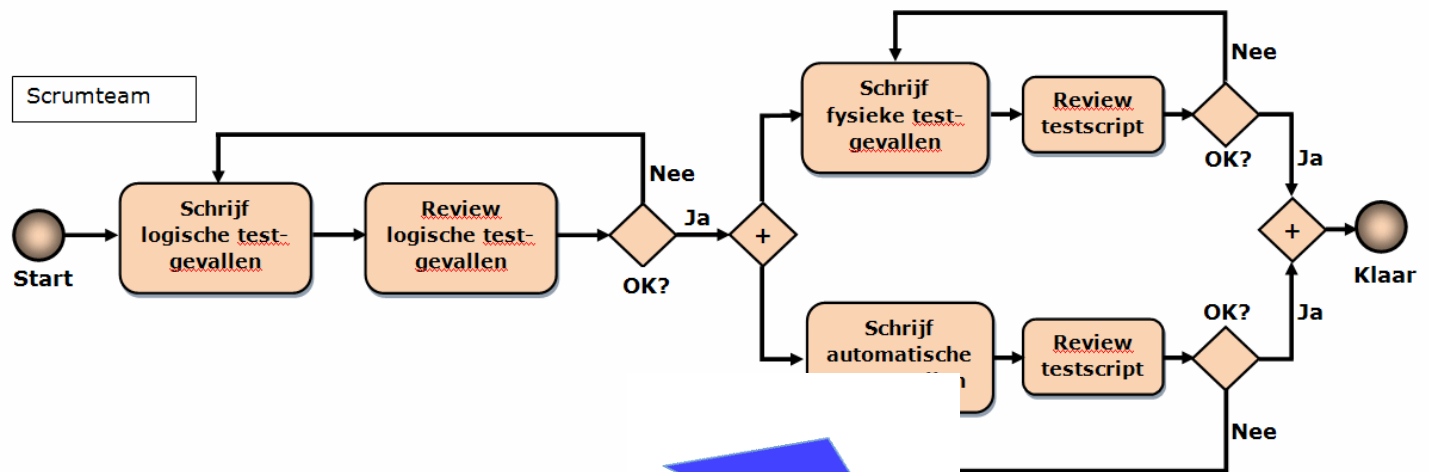 Scrumteam
Start
Schrijf
logische test-
gevallen
Review
logische test-
gevallen
OK?
Nee
Ja
+
Schrijf
fysieke test-
gevallen
Review
testscript
OK?
Nee
Ja
Schrijf
automatische
Review
testscript
OK?
Nee
Ja
+
Klaar